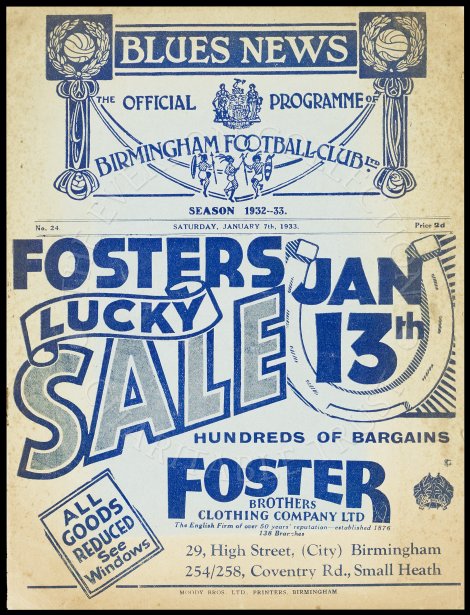 BLUES NEWS
THE OFFICIAL PROGRAMME OF
BIRMINGHAM FOOTBALL CLUB LTD
SEASON 1932–33.
No. 24
SATURDAY, JANUARY 7th, 1933.
Price 2d
FOSTERS
LUCKY
SALE
JAN
13th
HUNDREDS OF BARGAINS
ALL
GOODS
REDUCED
See
Windows
FOSTER
BROTHERS
CLOTHING COMPANY LTD
The English Firm of over 50 years' reputation—established 1876
138 Branches
29, High Street, (City) Birmingham
254/258, Coventry Rd., Small Heath
MOODY BROS. LTD. PRINTERS, BIRMINGHAM